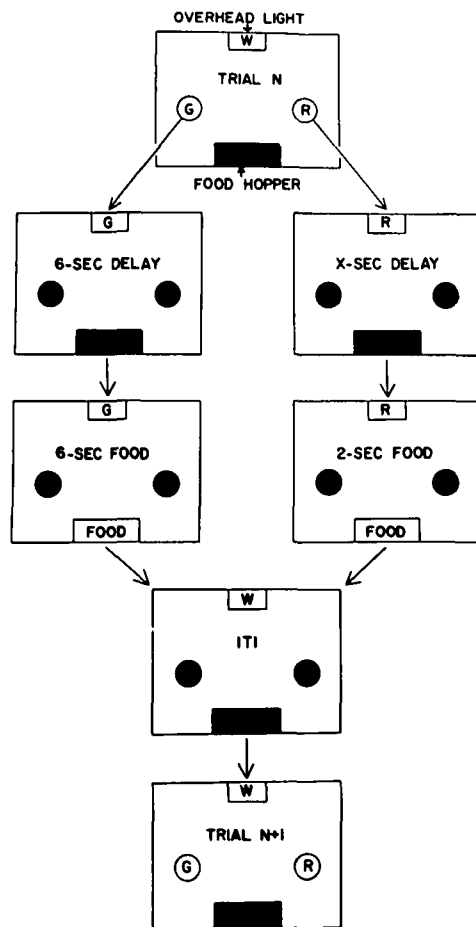 OVERHEAD LIGHT
W
TRIAL N
G R
FOOD HOPPER
G
6-SEC DELAY
R
X-SEC DELAY
G
6-SEC FOOD
FOOD
R
2-SEC FOOD
FOOD
W
ITI
W
TRIAL N+1
G R